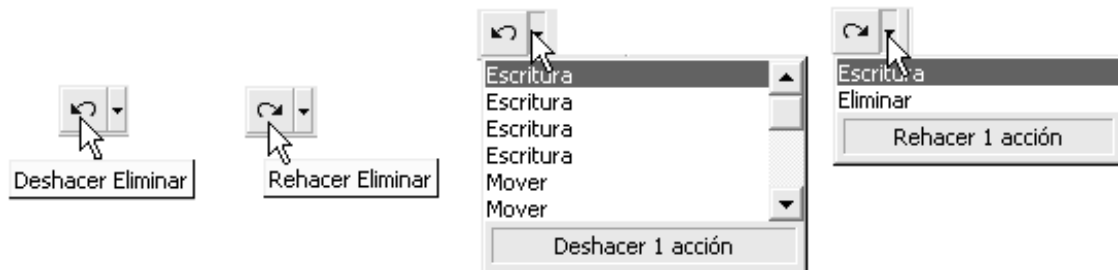 Deshacer Eliminar
Rehacer Eliminar
Escritura
Escritura
Escritura
Escritura
Mover
Mover
Deshacer 1 acción
Escritura
Eliminar
Rehacer 1 acción